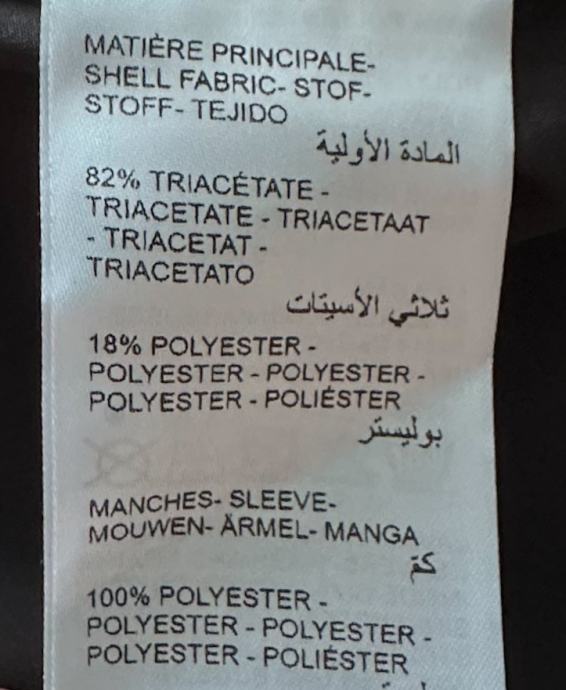 MATIÈRE PRINCIPALE-
SHELL FABRIC- STOF-
STOFF- TEJIDO
المادة الأولية
82% TRIACÉTATE -
TRIACETATE - TRIACETAAT
- TRIACETAT -
TRIACETATO
ثلاثي الأسيتات
18% POLYESTER -
POLYESTER - POLYESTER -
POLYESTER - POLIÉSTER
بوليستر
MANCHES- SLEEVE-
MOUWEN- ÄRMEL- MANGA
كمّ
100% POLYESTER -
POLYESTER - POLYESTER -
POLYESTER - POLIÉSTER